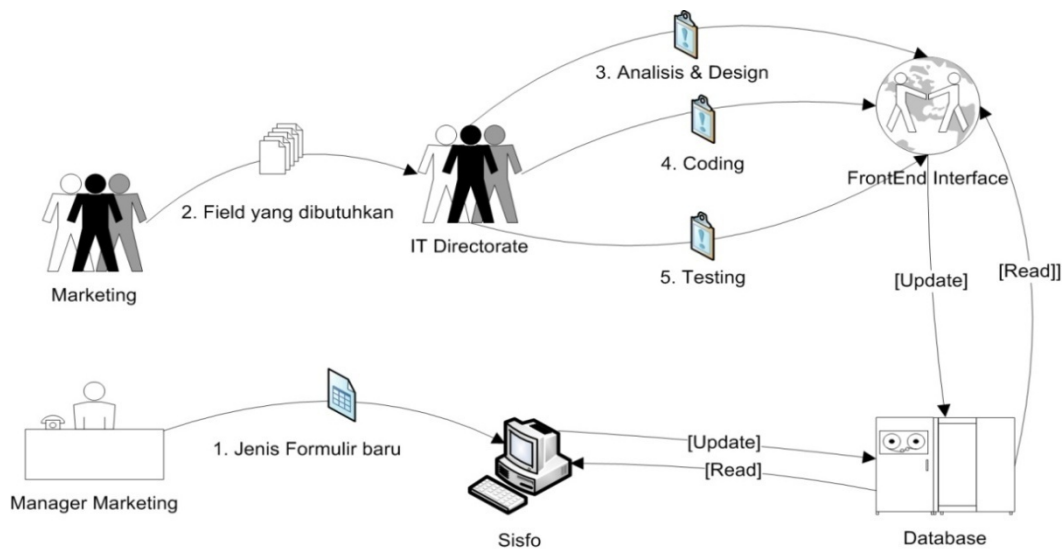 3. Analisis & Design
4. Coding
FrontEnd Interface
2. Field yang dibutuhkan
IT Directorate
5. Testing
Marketing
[Update]
[Read]]
1. Jenis Formulir baru
[Update]
[Read]
Manager Marketing
Sisfo
Database